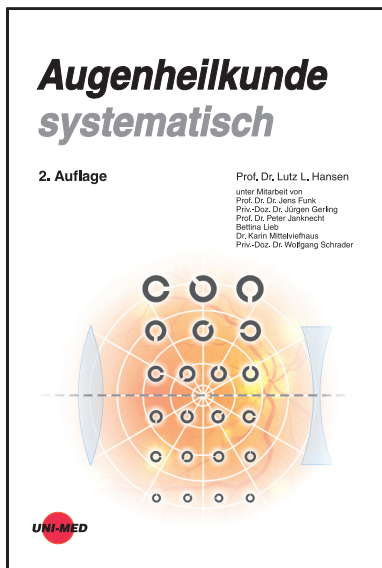 Augenheilkunde
systematisch
2. Auflage
Prof. Dr. Lutz L. Hansen
unter Mitarbeit von
Prof. Dr. Dr. Jens Funk
Priv.-Doz. Dr. Jürgen Gerling
Prof. Dr. Peter Janknecht
Bettina Lieb
Dr. Karin Mittelviefhaus
Priv.-Doz. Dr. Wolfgang Schrader
UNI-MED